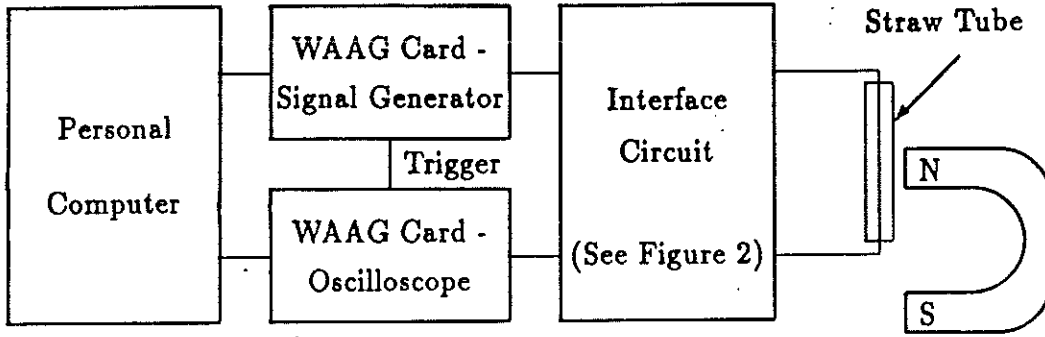 Personal
Computer
WAAG Card -
Signal Generator
Trigger
WAAG Card -
Oscilloscope
Interface
Circuit
(See Figure 2)
Straw Tube
N
S